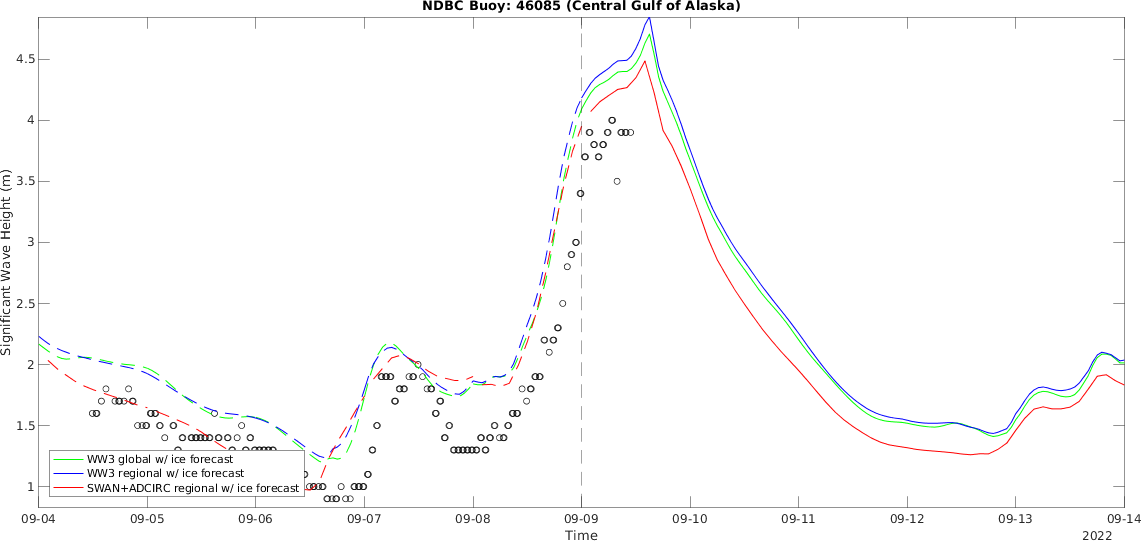 NDBC Buoy: 46085 (Central Gulf of Alaska)
Significant Wave Height (m)
4.5
4
3.5
3
2.5
2
1.5
1
WW3 global w/ ice forecast
WW3 regional w/ ice forecast
SWAN+ADCIRC regional w/ ice forecast
09-04 09-05 09-06 09-07 09-08 09-09 09-10 09-11 09-12 09-13 09-14
Time
2022